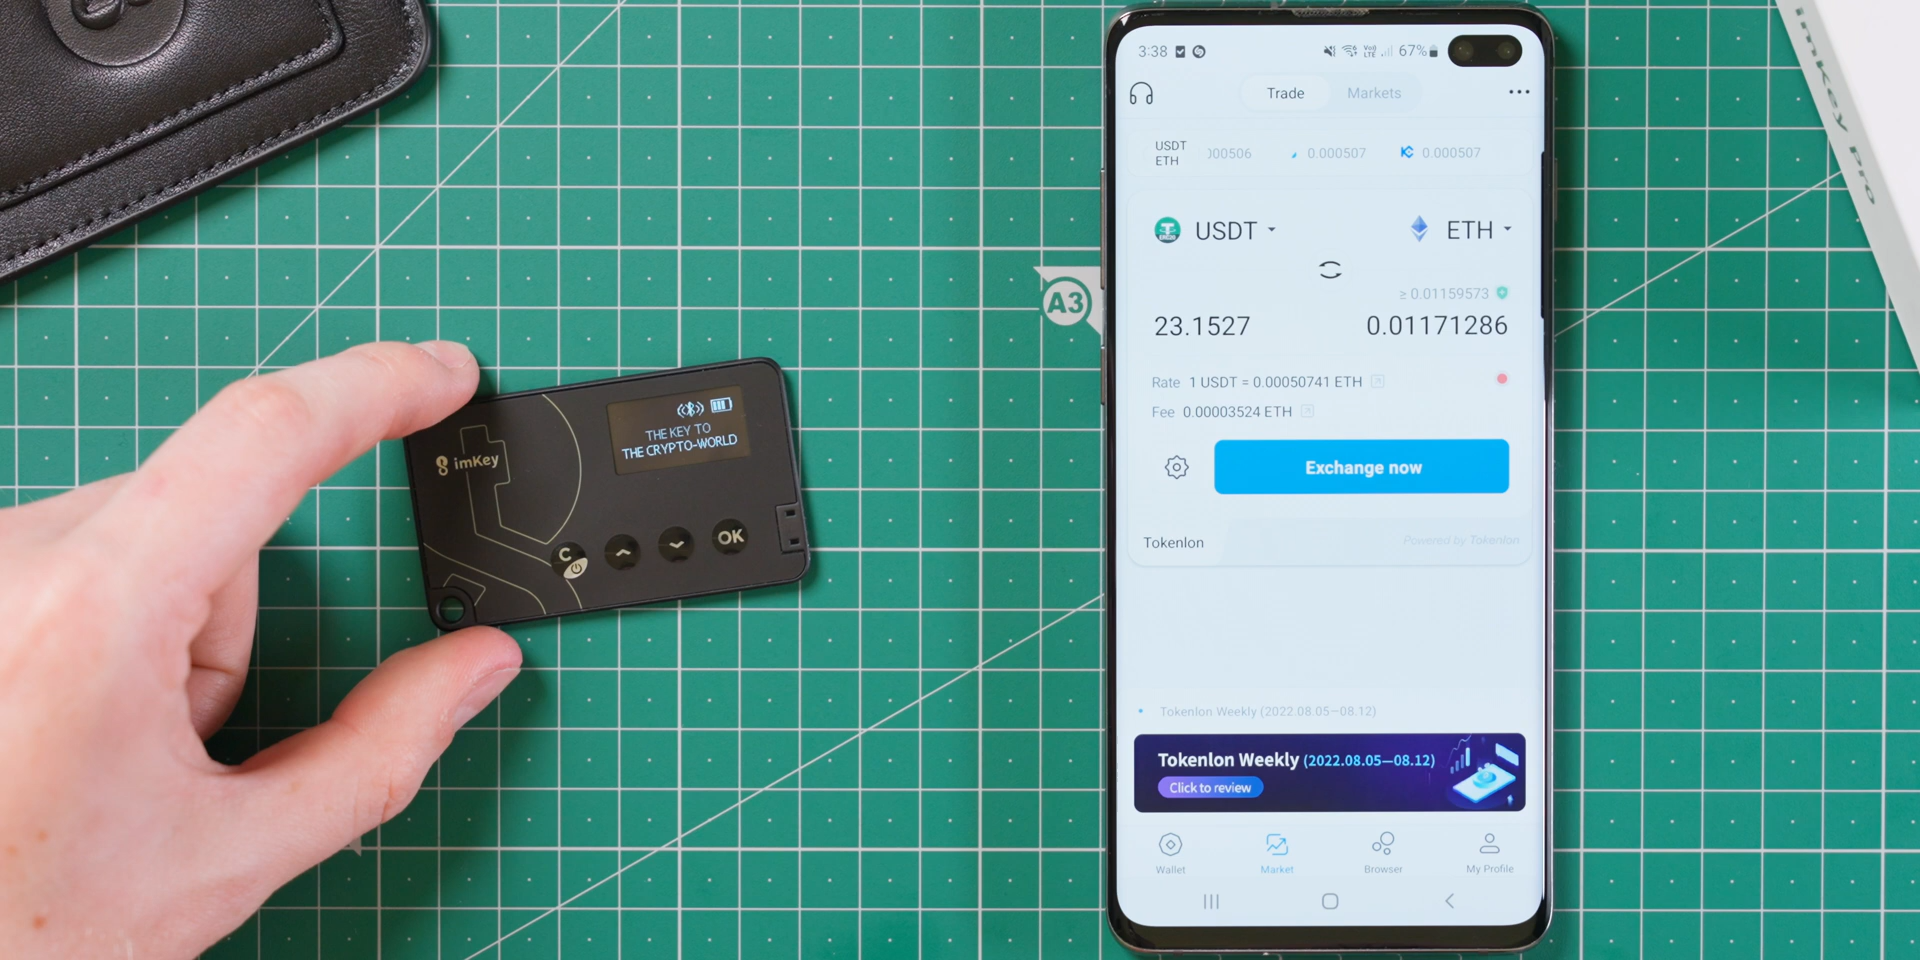 imKey
THE KEY TO
THE CRYPTO-WORLD
C
OK
A3
3:38
67%
Trade
Markets
USDT
ETH
0.000507
0.000507
USDT
ETH
≥ 0.01159573
23.1527
0.01171286
Rate 1 USDT = 0.00050741 ETH
Fee 0.00003524 ETH
Exchange now
Tokenlon
Powered by Tokenlon
Tokenlon Weekly (2022.08.05—08.12)
Tokenlon Weekly (2022.08.05—08.12)
Click to review
Wallet
Market
Browser
My Profile
imKey Pro